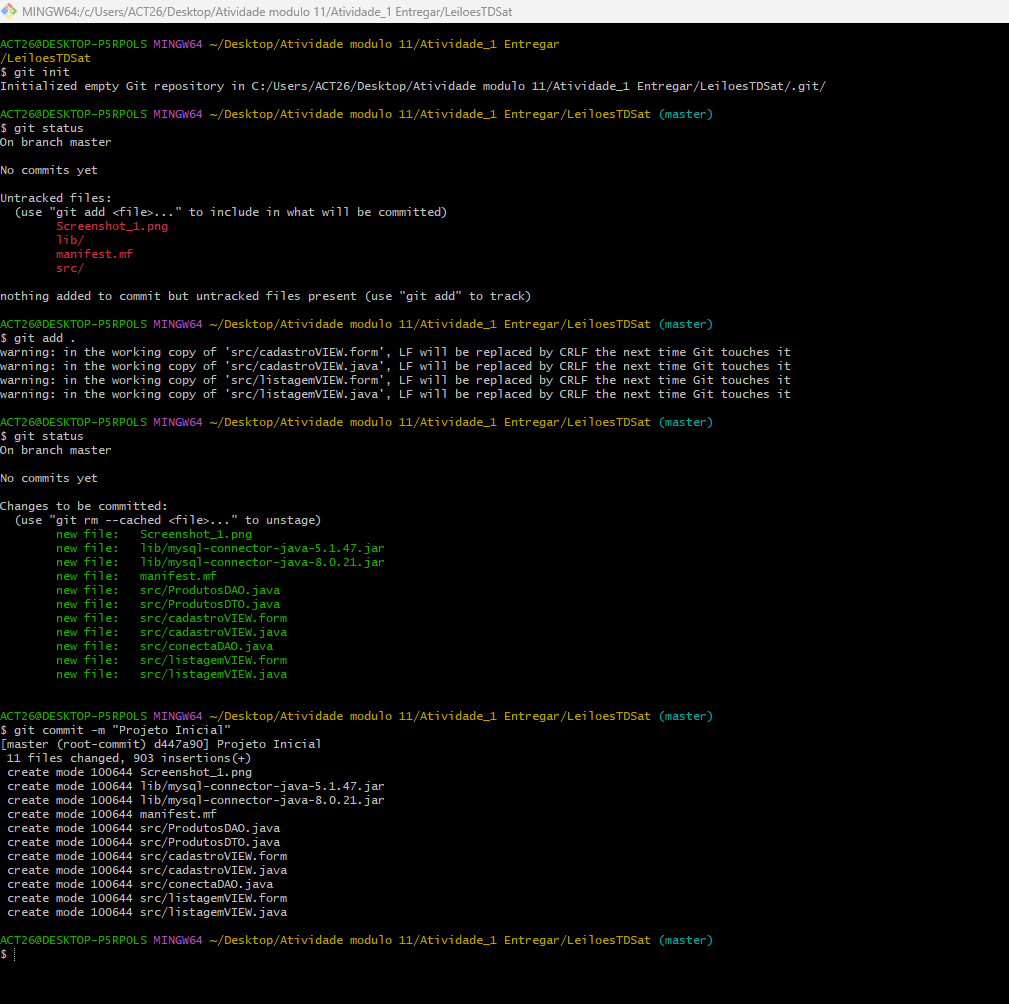 MINGW64:/c/Users/ACT26/Desktop/Atividade modulo 11/Atividade_1 Entregar/LeiloesTDSat
ACT26@DESKTOP-P5RPOLS MINGW64 ~/Desktop/Atividade modulo 11/Atividade_1 Entregar
/LeiloesTDSat
$ git init
Initialized empty Git repository in C:/Users/ACT26/Desktop/Atividade modulo 11/Atividade_1 Entregar/LeiloesTDSat/.git/
ACT26@DESKTOP-P5RPOLS MINGW64 ~/Desktop/Atividade modulo 11/Atividade_1 Entregar/LeiloesTDSat (master)
$ git status
On branch master
No commits yet
Untracked files:
(use "git add <file>..." to include in what will be committed)
Screenshot_1.png
lib/
manifest.mf
src/
nothing added to commit but untracked files present (use "git add" to track)
ACT26@DESKTOP-P5RPOLS MINGW64 ~/Desktop/Atividade modulo 11/Atividade_1 Entregar/LeiloesTDSat (master)
$ git add .
warning: in the working copy of 'src/cadastroVIEW.form', LF will be replaced by CRLF the next time Git touches it
warning: in the working copy of 'src/cadastroVIEW.java', LF will be replaced by CRLF the next time Git touches it
warning: in the working copy of 'src/listagemVIEW.form', LF will be replaced by CRLF the next time Git touches it
warning: in the working copy of 'src/listagemVIEW.java', LF will be replaced by CRLF the next time Git touches it
ACT26@DESKTOP-P5RPOLS MINGW64 ~/Desktop/Atividade modulo 11/Atividade_1 Entregar/LeiloesTDSat (master)
$ git status
On branch master
No commits yet
Changes to be committed:
(use "git rm --cached <file>..." to unstage)
new file:   Screenshot_1.png
new file:   lib/mysql-connector-java-5.1.47.jar
new file:   lib/mysql-connector-java-8.0.21.jar
new file:   manifest.mf
new file:   src/ProdutosDAO.java
new file:   src/ProdutosDTO.java
new file:   src/cadastroVIEW.form
new file:   src/cadastroVIEW.java
new file:   src/conectaDAO.java
new file:   src/listagemVIEW.form
new file:   src/listagemVIEW.java
ACT26@DESKTOP-P5RPOLS MINGW64 ~/Desktop/Atividade modulo 11/Atividade_1 Entregar/LeiloesTDSat (master)
$ git commit -m "Projeto Inicial"
[master (root-commit) d447a90] Projeto Inicial
11 files changed, 903 insertions(+)
create mode 100644 Screenshot_1.png
create mode 100644 lib/mysql-connector-java-5.1.47.jar
create mode 100644 lib/mysql-connector-java-8.0.21.jar
create mode 100644 manifest.mf
create mode 100644 src/ProdutosDAO.java
create mode 100644 src/ProdutosDTO.java
create mode 100644 src/cadastroVIEW.form
create mode 100644 src/cadastroVIEW.java
create mode 100644 src/conectaDAO.java
create mode 100644 src/listagemVIEW.form
create mode 100644 src/listagemVIEW.java
ACT26@DESKTOP-P5RPOLS MINGW64 ~/Desktop/Atividade modulo 11/Atividade_1 Entregar/LeiloesTDSat (master)
$